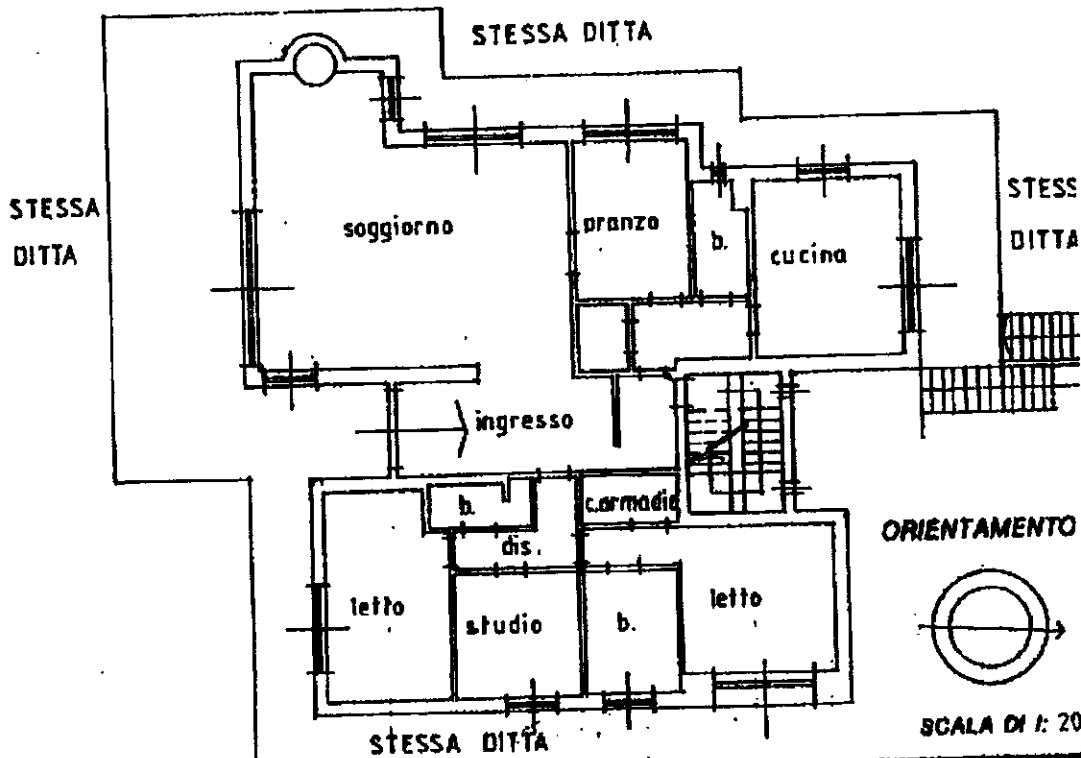 STESSA DITTA
STESSA
DITTA
STESS
DITTA
soggiorno
pranzo
b.
cucina
ingresso
b.
c.armadio
dis.
letto
studio
b.
letto
ORIENTAMENTO
SCALA DI 1: 20
STESSA DITTA